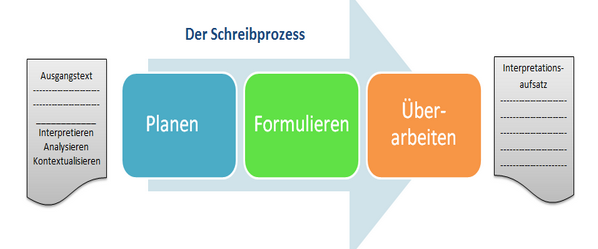 Der Schreibprozess
Ausgangstext
Interpretieren
Analysieren
Kontextualisieren
Planen
Formulieren
Über-
arbeiten
Interpretations-
aufsatz